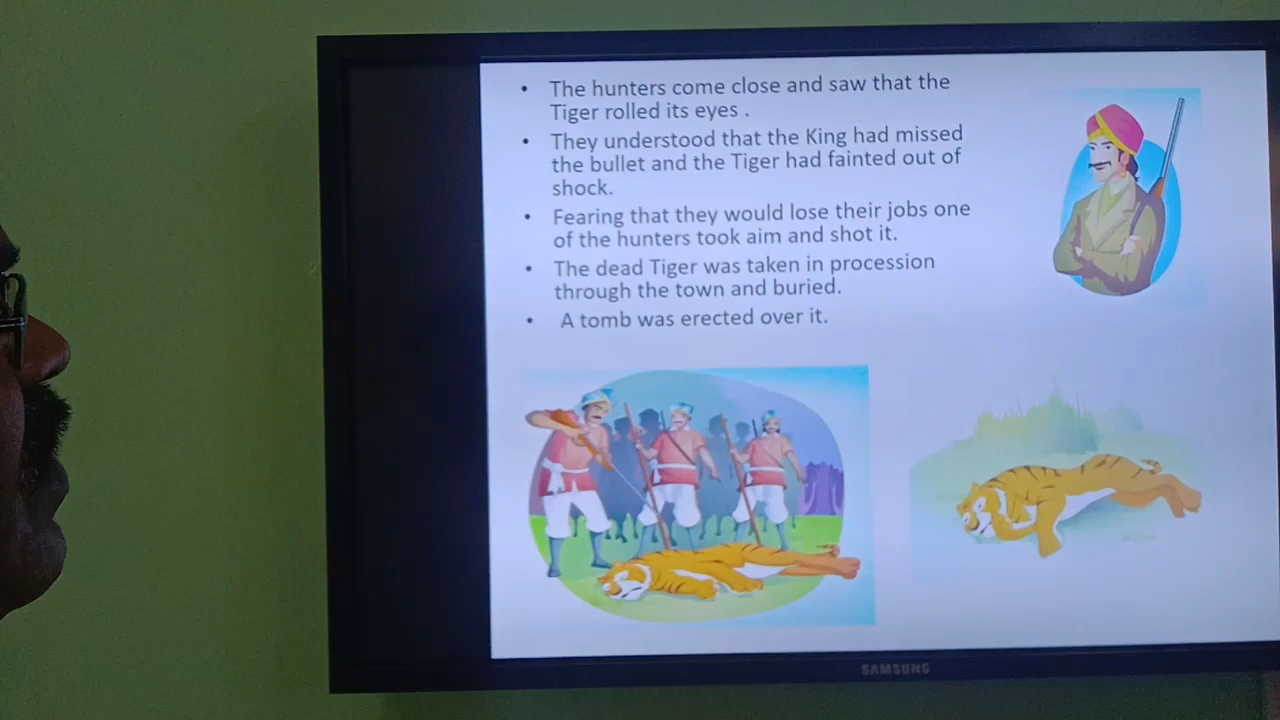 • The hunters come close and saw that the
Tiger rolled its eyes .
• They understood that the King had missed
the bullet and the Tiger had fainted out of
shock.
• Fearing that they would lose their jobs one
of the hunters took aim and shot it.
• The dead Tiger was taken in procession
through the town and buried.
• A tomb was erected over it.
SAMSUNG